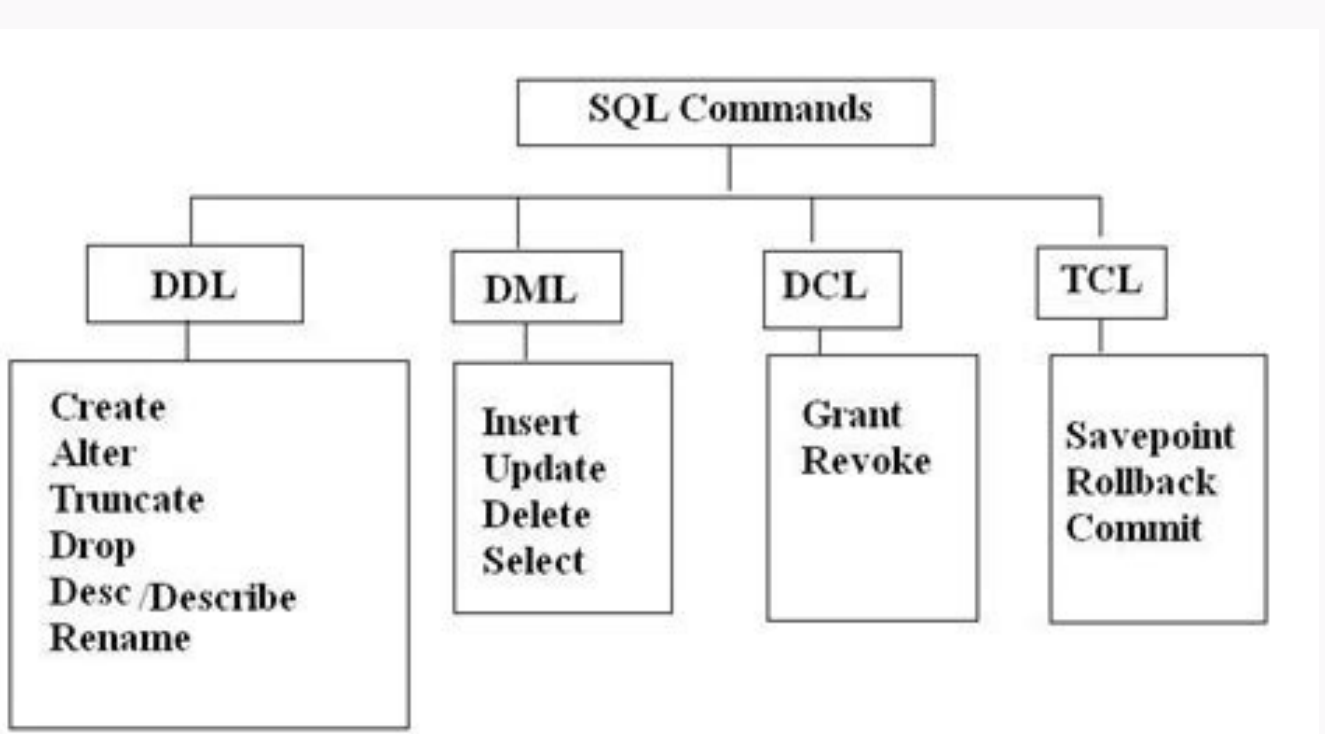 SQL Commands
DDL
DML
DCL
TCL
Create
Alter
Truncate
Drop
Desc /Describe
Rename
Insert
Update
Delete
Select
Grant
Revoke
Savepoint
Rollback
Commit